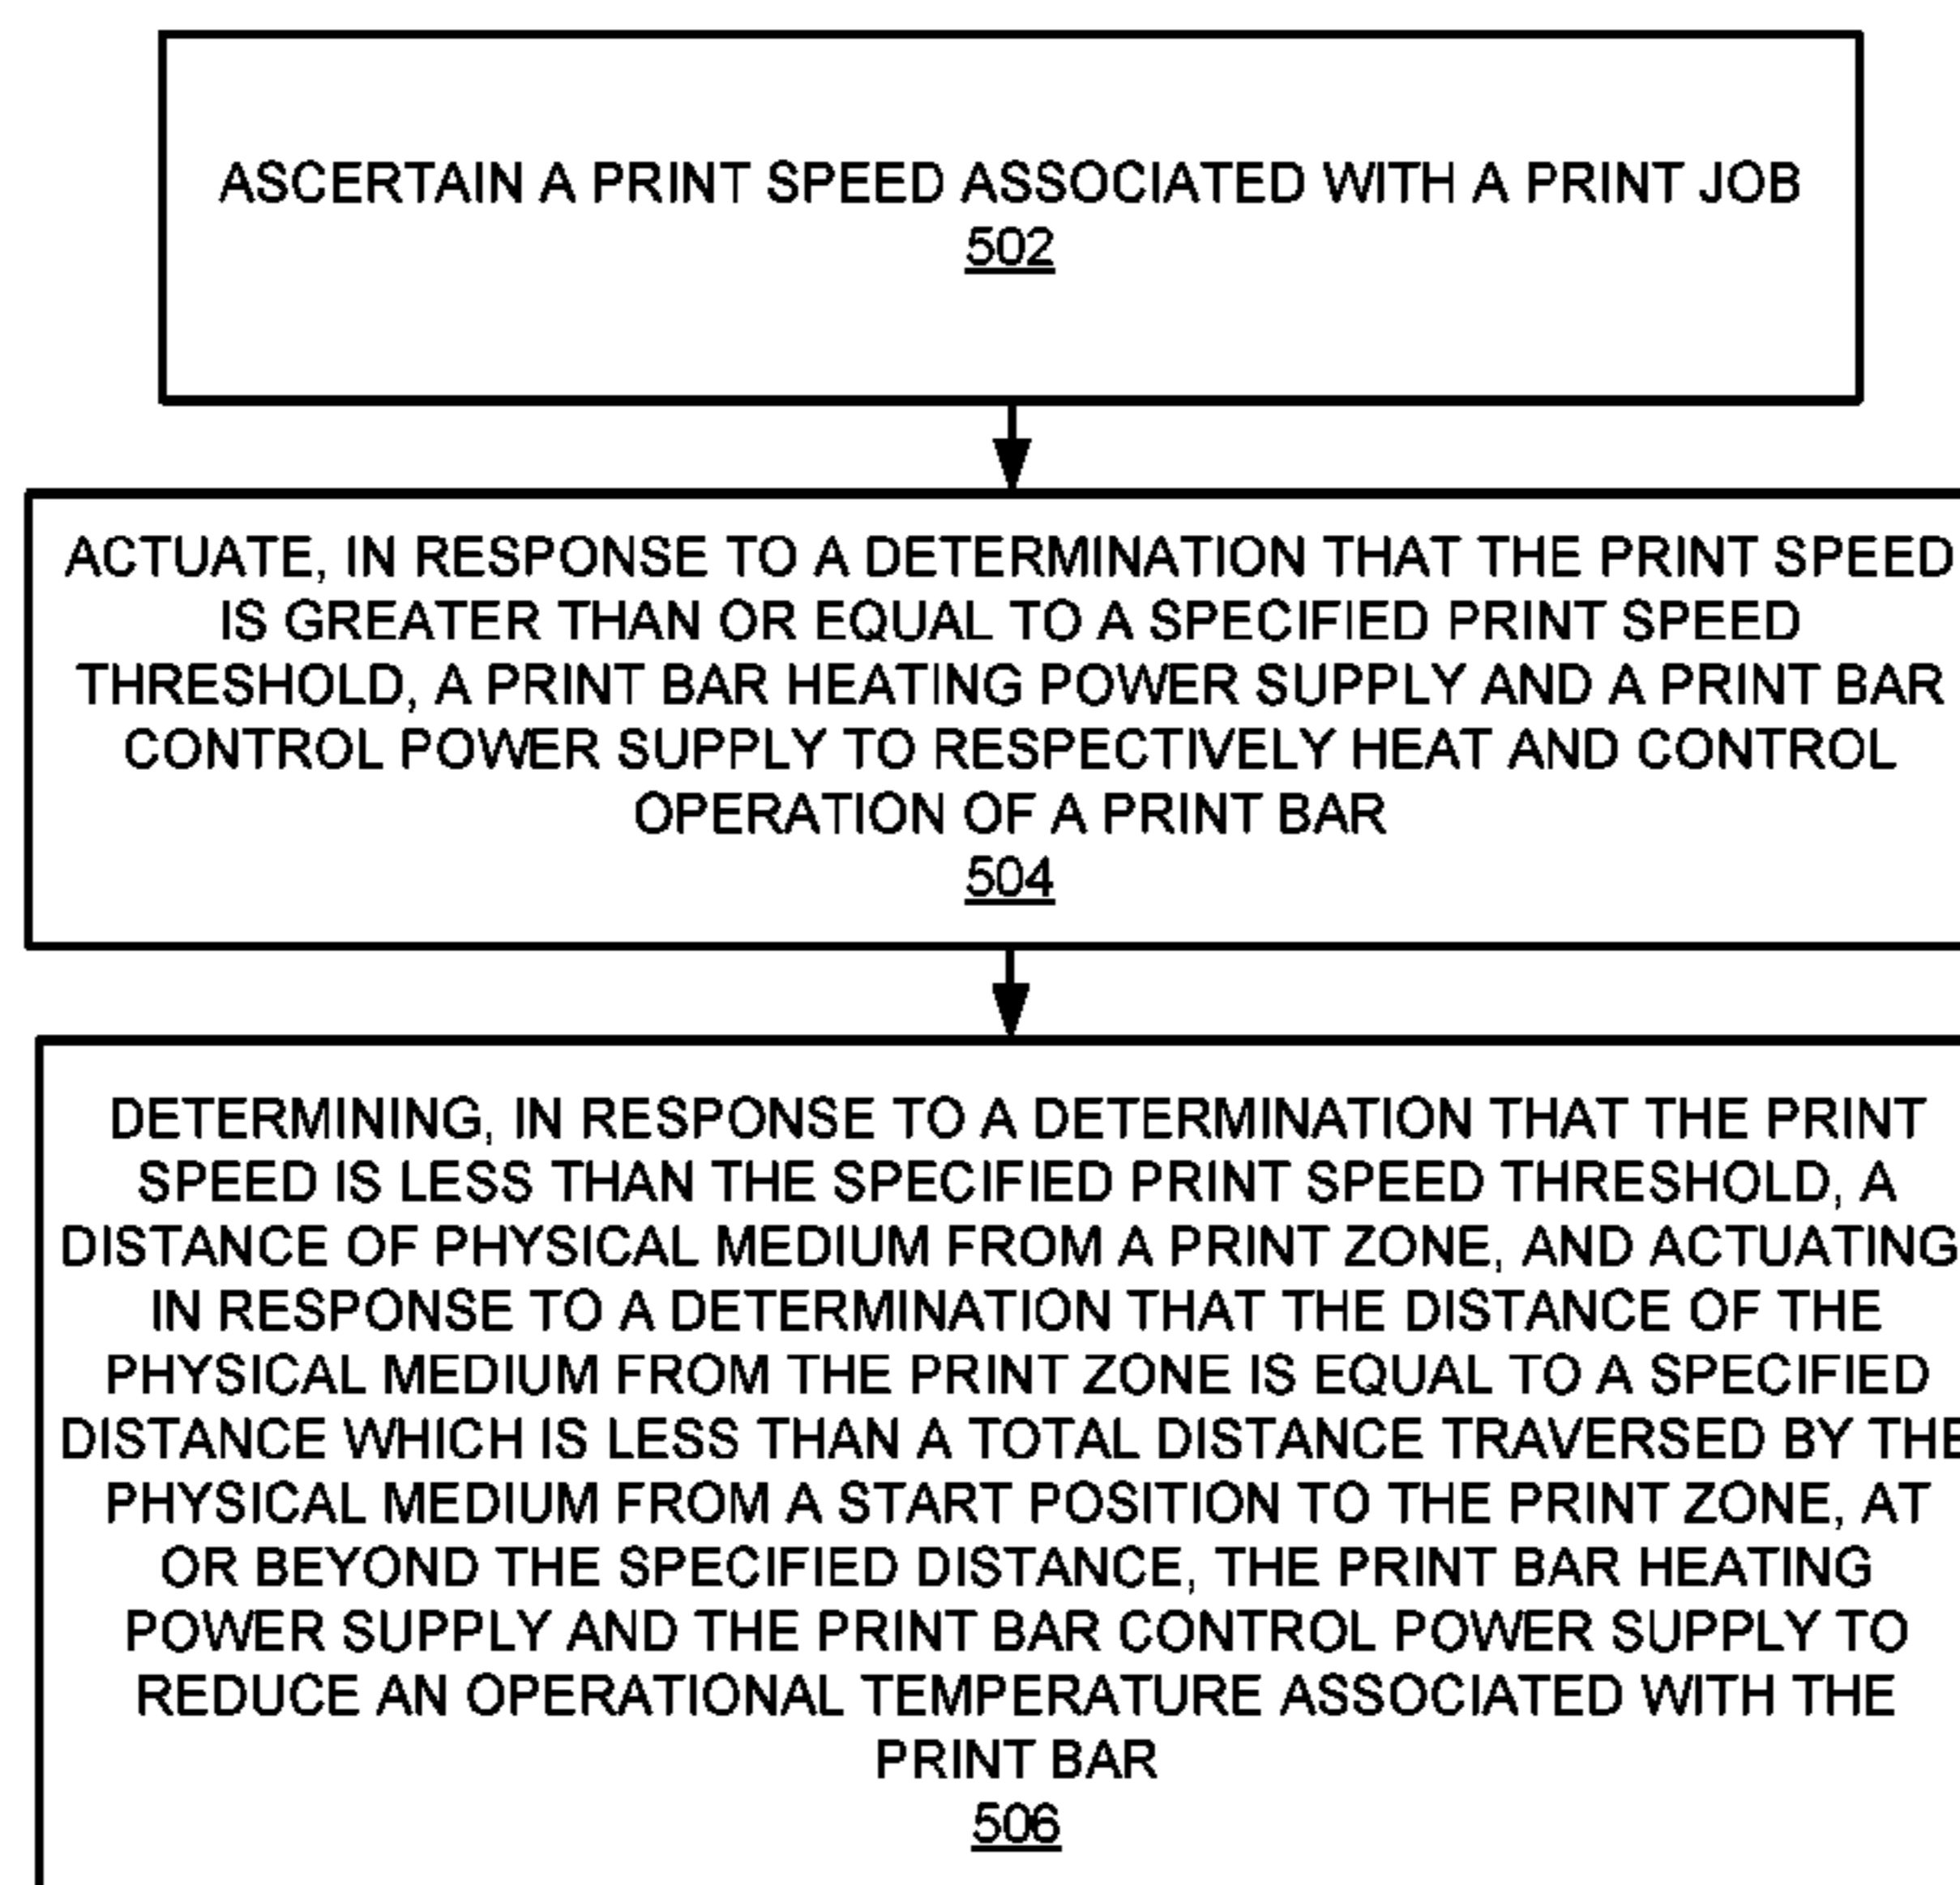 ASCERTAIN A PRINT SPEED ASSOCIATED WITH A PRINT JOB
502
ACTUATE, IN RESPONSE TO A DETERMINATION THAT THE PRINT SPEED
IS GREATER THAN OR EQUAL TO A SPECIFIED PRINT SPEED
THRESHOLD, A PRINT BAR HEATING POWER SUPPLY AND A PRINT BAR
CONTROL POWER SUPPLY TO RESPECTIVELY HEAT AND CONTROL
OPERATION OF A PRINT BAR
504
DETERMINING, IN RESPONSE TO A DETERMINATION THAT THE PRINT
SPEED IS LESS THAN THE SPECIFIED PRINT SPEED THRESHOLD, A
DISTANCE OF PHYSICAL MEDIUM FROM A PRINT ZONE, AND ACTUATING
IN RESPONSE TO A DETERMINATION THAT THE DISTANCE OF THE
PHYSICAL MEDIUM FROM THE PRINT ZONE IS EQUAL TO A SPECIFIED
DISTANCE WHICH IS LESS THAN A TOTAL DISTANCE TRAVERSED BY THE
PHYSICAL MEDIUM FROM A START POSITION TO THE PRINT ZONE, AT
OR BEYOND THE SPECIFIED DISTANCE, THE PRINT BAR HEATING
POWER SUPPLY AND THE PRINT BAR CONTROL POWER SUPPLY TO
REDUCE AN OPERATIONAL TEMPERATURE ASSOCIATED WITH THE
PRINT BAR
506